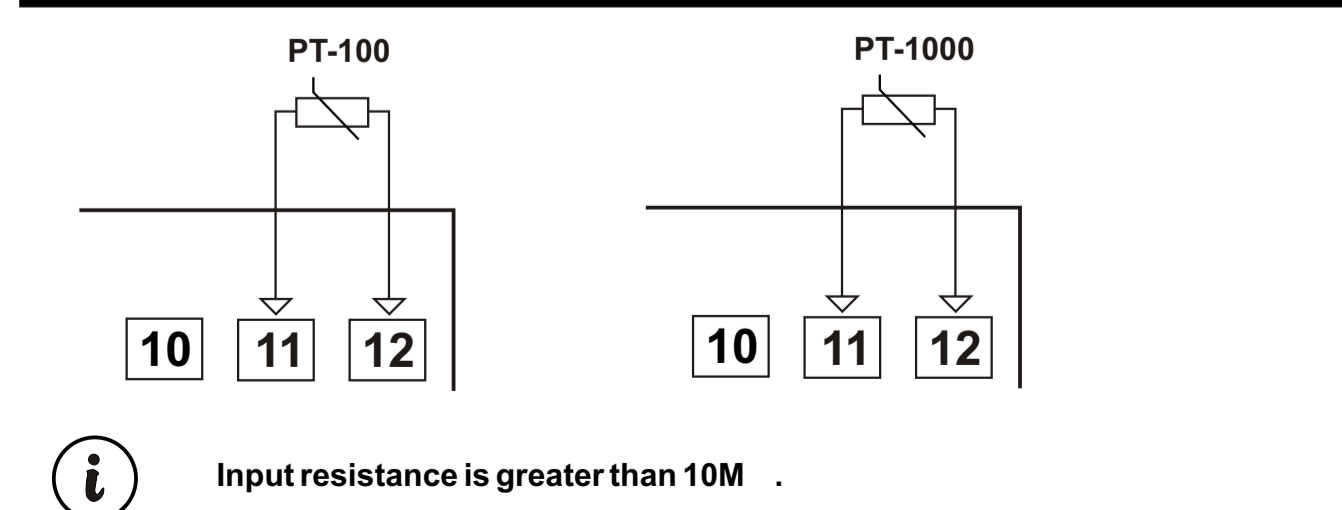 PT-100 PT-1000
10 11 12 10 11 12
i Input resistance is greater than 10M .